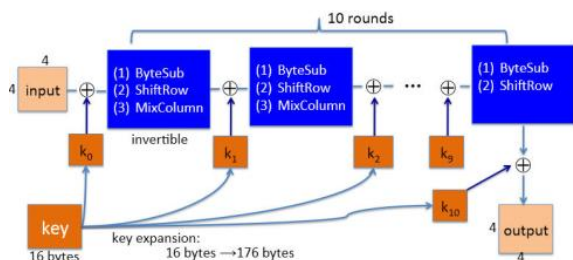 10 rounds
4
4
input
(1) ByteSub
(2) ShiftRow
(3) MixColumn
invertible
(1) ByteSub
(2) ShiftRow
(3) MixColumn
...
(1) ByteSub
(2) ShiftRow
k₀
k₁
k₂
k₉
k₁₀
key
16 bytes
key expansion:
16 bytes →176 bytes
4
output
4